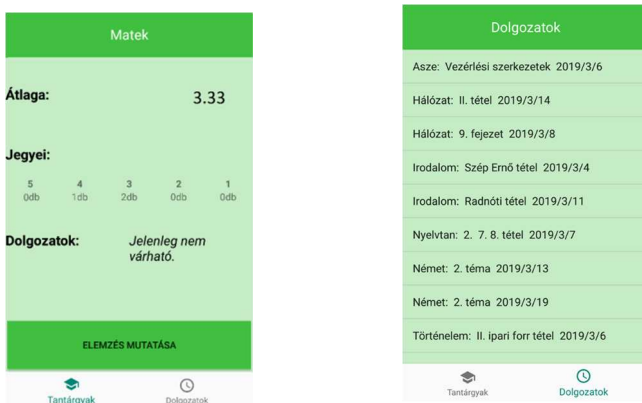 Matek
Átlaga: 3.33
Jegyei:
5 4 3 2 1
0db 1db 2db 0db 0db
Dolgozatok: Jelenleg nem
várható.
ELEMZÉS MUTATÁSA
Tantárgyak Dolgozatok
Dolgozatok
Asze: Vezérlési szerkezetek 2019/3/6
Hálózat: II. tétel 2019/3/14
Hálózat: 9. fejezet 2019/3/8
Irodalom: Szép Ernő tétel 2019/3/4
Irodalom: Radnóti tétel 2019/3/11
Nyelvtan: 2. 7. 8. tétel 2019/3/7
Német: 2. téma 2019/3/13
Német: 2. téma 2019/3/19
Történelem: II. ipari forr tétel 2019/3/6
Tantárgyak Dolgozatok